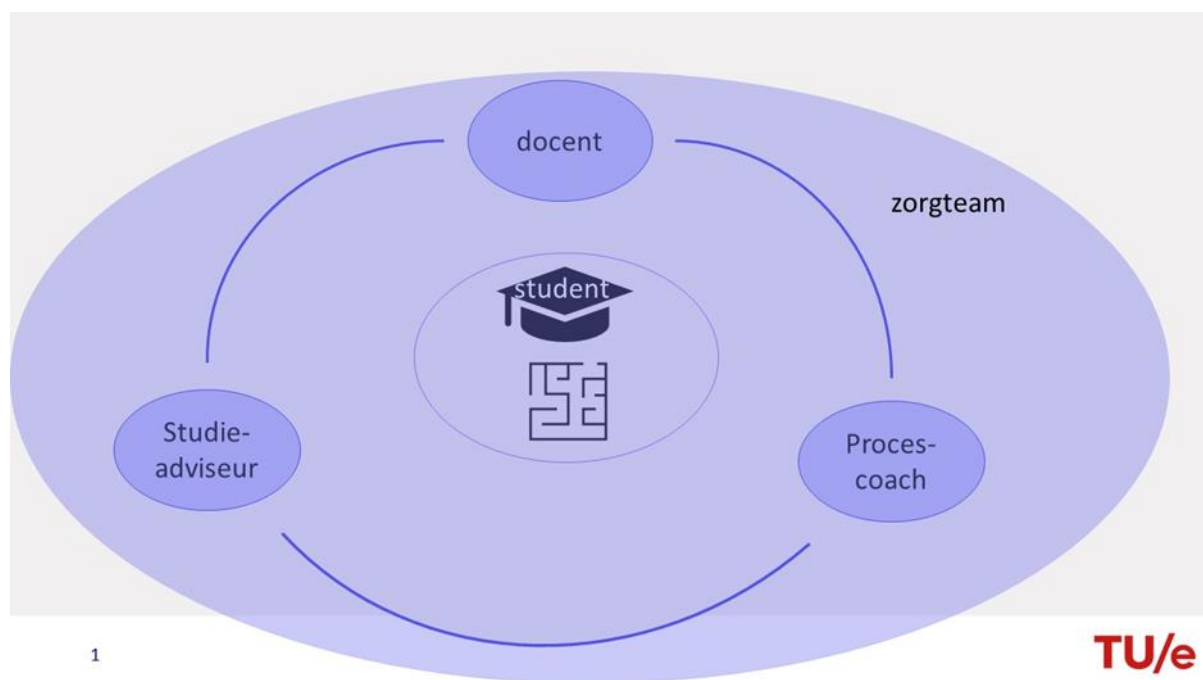 docent
zorgteam
student
Studie-
adviseur
Proces-
coach
1
TU/e